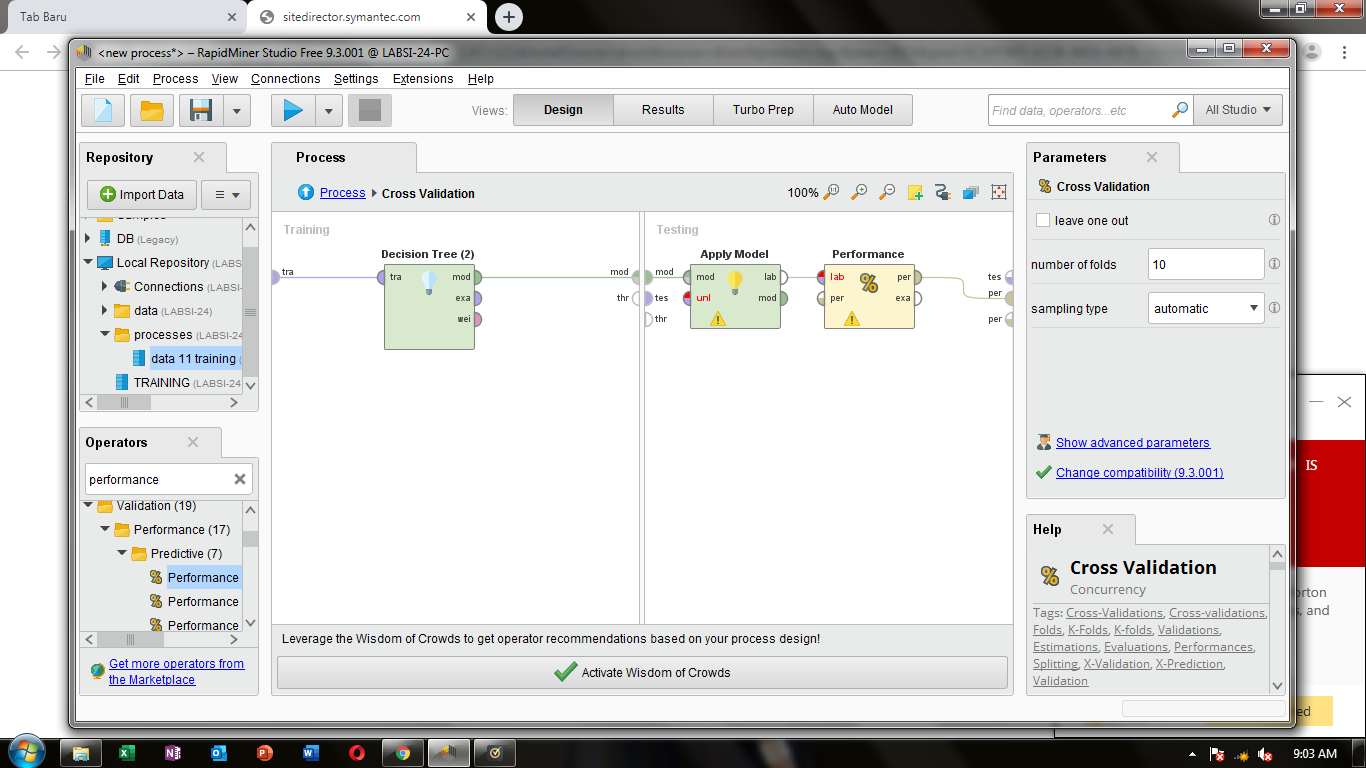 Tab Baru
sitedirector.symantec.com
<new process*> – RapidMiner Studio Free 9.3.001 @ LABSI-24-PC
File Edit Process View Connections Settings Extensions Help
Views: Design Results Turbo Prep Auto Model
Find data, operators...etc
All Studio
Repository
Import Data
DB (Legacy)
Local Repository (LABS
Connections (LABSI-
data (LABSI-24)
processes (LABSI-24
data 11 training
TRAINING (LABSI-24
Operators
performance
Validation (19)
Performance (17)
Predictive (7)
Performance
Performance
Performance
Get more operators from
the Marketplace
Process
Process Cross Validation
100%
Training
Decision Tree (2)
tra
tra mod
exa
wei
mod
thr
Testing
Apply Model
mod
tes
thr
mod lab
unl mod
Performance
lab per
per exa
tes
per
per
Leverage the Wisdom of Crowds to get operator recommendations based on your process design!
Activate Wisdom of Crowds
Parameters
Cross Validation
leave one out
number of folds 10
sampling type automatic
Show advanced parameters
Change compatibility (9.3.001)
Help
Cross Validation
Concurrency
Tags: Cross-Validations, Cross-validations,
Folds, K-Folds, K-folds, Validations,
Estimations, Evaluations, Performances,
Splitting, X-Validation, X-Prediction,
Validation
IS
orton
s, and
ed
9:03 AM